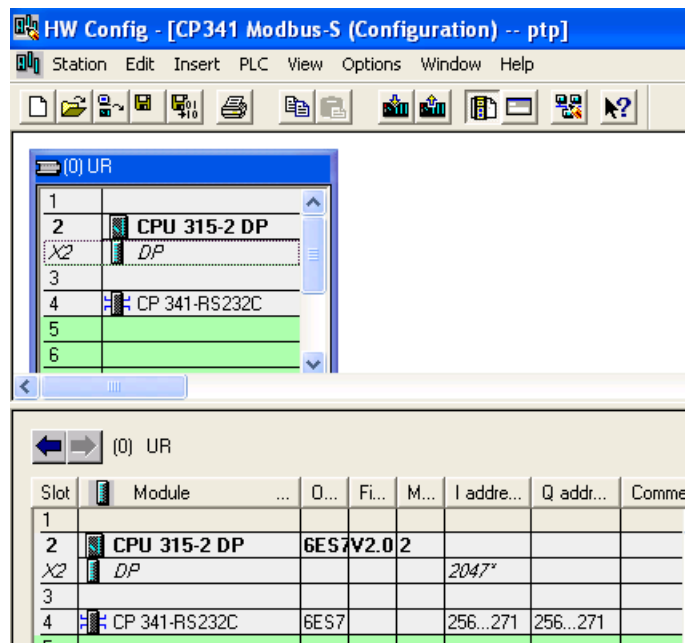 HW Config - [CP341 Modbus-S (Configuration) -- ptp]
Station Edit Insert PLC View Options Window Help
(0) UR
1
2 CPU 315-2 DP
X2 DP
3
4 CP 341-RS232C
5
6
(0) UR
Slot Module ... O... Fi... M... I addre... Q addr... Comme
1
2 CPU 315-2 DP 6ES7 V2.0 2
X2 DP 2047*
3
4 CP 341-RS232C 6ES7 256...271 256...271